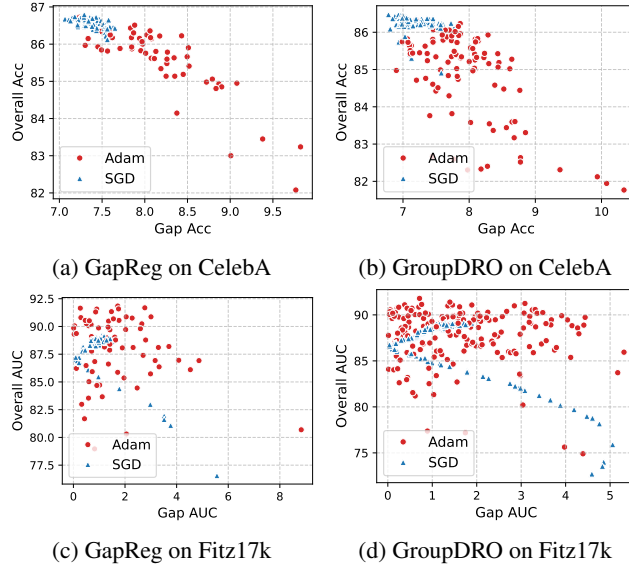 87
86
85
84
83
82
Overall Acc
Adam
SGD
7.0 7.5 8.0 8.5 9.0 9.5
Gap Acc
(a) GapReg on CelebA
86
85
84
83
82
Overall Acc
Adam
SGD
7 8 9 10
Gap Acc
(b) GroupDRO on CelebA
92.5
90.0
87.5
85.0
82.5
80.0
77.5
Overall AUC
Adam
SGD
0 2 4 6 8
Gap AUC
(c) GapReg on Fitz17k
90
85
80
75
Overall AUC
Adam
SGD
0 1 2 3 4 5
Gap AUC
(d) GroupDRO on Fitz17k